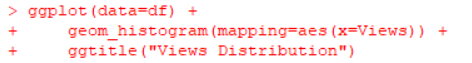 > ggplot(data=df) +
+     geom_histogram(mapping=aes(x=Views)) +
+     ggtitle("Views Distribution")